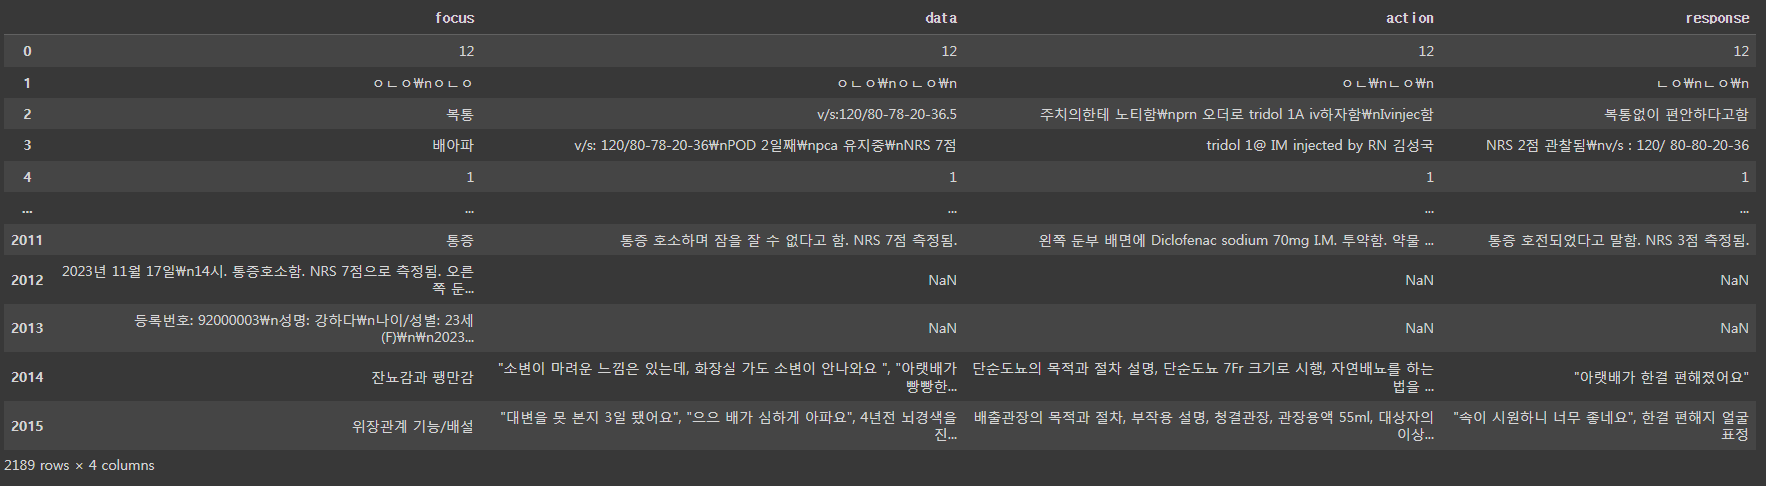 focus data action response
0 12 12 12 12
1 ㅇㄴㅇ\nㅇㄴㅇ ㅇㄴㅇ\nㅇㄴㅇ\n ㅇㄴ\nㄴㅇ\n ㄴㅇ\nㄴㅇ\n
2 복통 v/s:120/80-78-20-36.5 주치의한테 노티함\nprn 오더로 tridol 1A iv하자함\nIvinjec함 복통없이 편안하다고함
3 배아파 v/s: 120/80-78-20-36\nPOD 2일째\npca 유지중\nNRS 7점 tridol 1@ IM injected by RN 김성국 NRS 2점 관찰됨\nv/s : 120/ 80-80-20-36
4 1 1 1 1
... ... ... ... ...
2011 통증 통증 호소하며 잠을 잘 수 없다고 함. NRS 7점 측정됨. 왼쪽 둔부 배면에 Diclofenac sodium 70mg I.M. 투약함. 약물 ... 통증 호전되었다고 말함. NRS 3점 측정됨.
2012 2023년 11월 17일\n14시. 통증호소함. NRS 7점으로 측정됨. 오른
쪽 둔... NaN NaN NaN
2013 등록번호: 92000003\n성명: 강하다\n나이/성별: 23세
(F)\n\n2023... NaN NaN NaN
2014 잔뇨감과 팽만감 "소변이 마려운 느낌은 있는데, 화장실 가도 소변이 안나와요 ", "아랫배가
빵빵한... 단순도뇨의 목적과 절차 설명, 단순도뇨 7Fr 크기로 시행, 자연배뇨를 하는
법을 ... "아랫배가 한결 편해졌어요"
2015 위장관계 기능/배설 "대변을 못 본지 3일 됐어요", "으으 배가 심하게 아파요", 4년전 뇌경색을
진... 배출관장의 목적과 절차, 부작용 설명, 청결관장, 관장용액 55ml, 대상자의
이상... "속이 시원하니 너무 좋네요", 한결 편해지 얼굴
표정
2189 rows × 4 columns